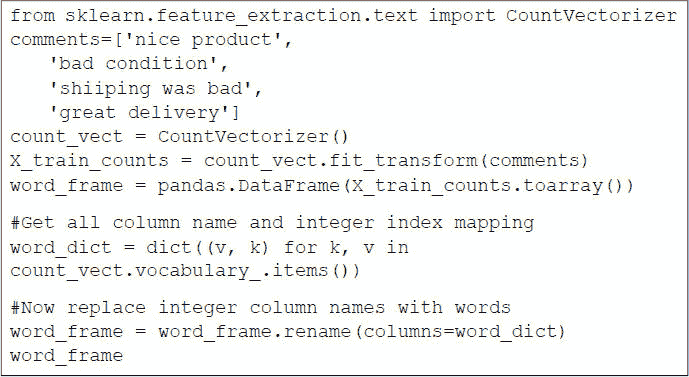 from sklearn.feature_extraction.text import CountVectorizer
comments=['nice product',
'bad condition',
'shiiping was bad',
'great delivery']
count_vect = CountVectorizer()
X_train_counts = count_vect.fit_transform(comments)
word_frame = pandas.DataFrame(X_train_counts.toarray())
#Get all column name and integer index mapping
word_dict = dict((v, k) for k, v in
count_vect.vocabulary_.items())
#Now replace integer column names with words
word_frame = word_frame.rename(columns=word_dict)
word_frame